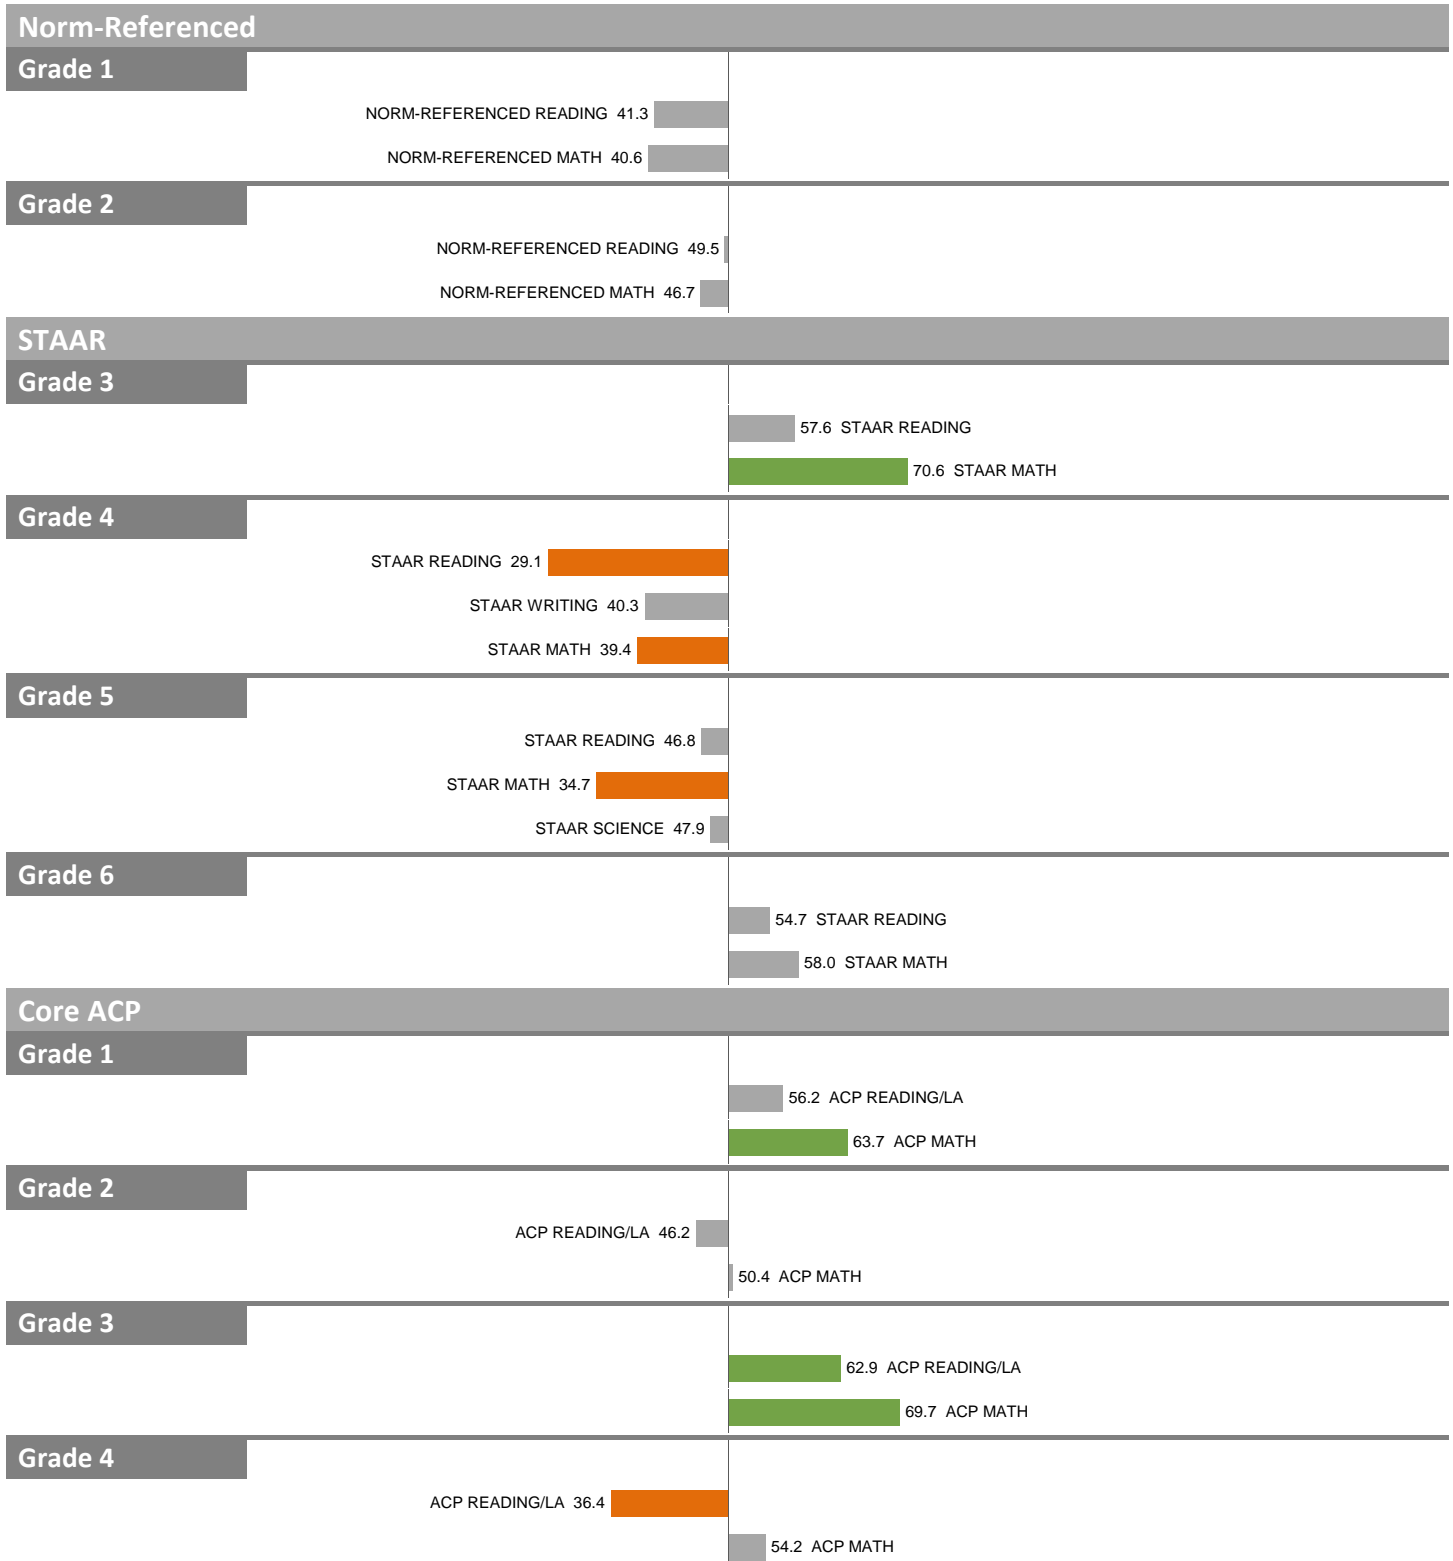 Norm-Referenced
Grade 1
NORM-REFERENCED READING 41.3
NORM-REFERENCED MATH 40.6
Grade 2
NORM-REFERENCED READING 49.5
NORM-REFERENCED MATH 46.7
STAAR
Grade 3
57.6 STAAR READING
70.6 STAAR MATH
Grade 4
STAAR READING 29.1
STAAR WRITING 40.3
STAAR MATH 39.4
Grade 5
STAAR READING 46.8
STAAR MATH 34.7
STAAR SCIENCE 47.9
Grade 6
54.7 STAAR READING
58.0 STAAR MATH
Core ACP
Grade 1
56.2 ACP READING/LA
63.7 ACP MATH
Grade 2
ACP READING/LA 46.2
50.4 ACP MATH
Grade 3
62.9 ACP READING/LA
69.7 ACP MATH
Grade 4
ACP READING/LA 36.4
54.2 ACP MATH